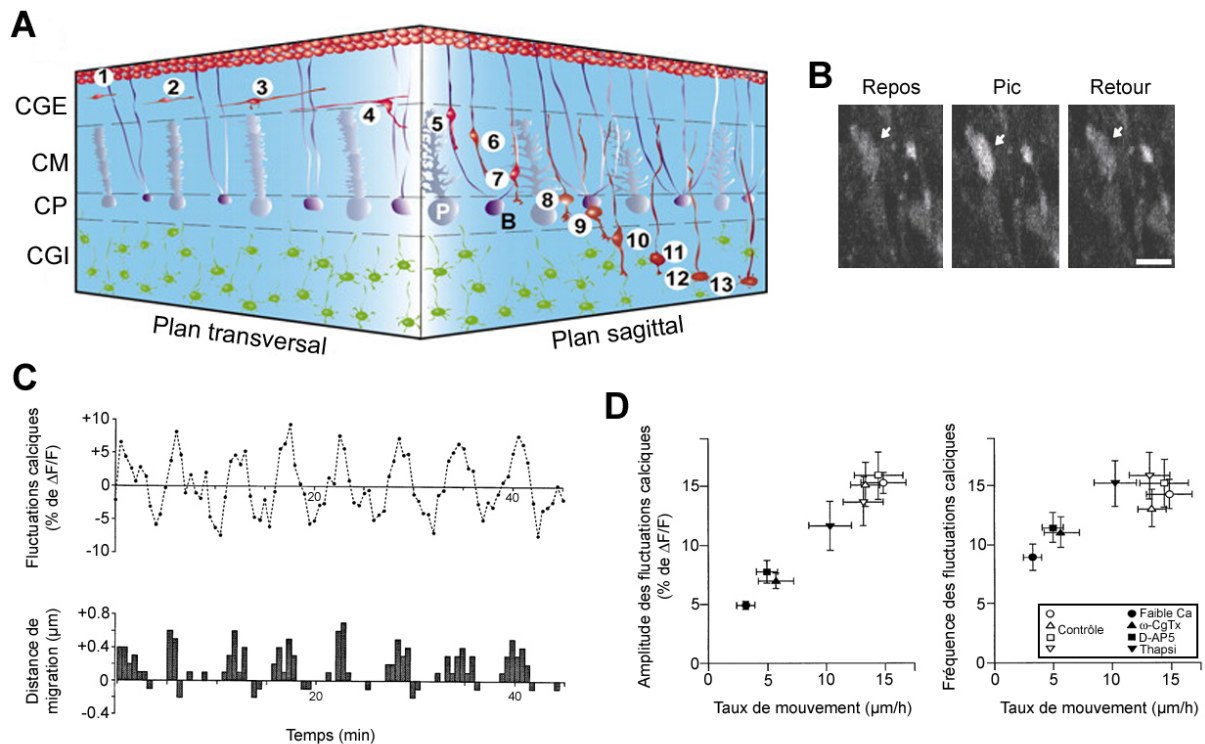 A
1
2
3
4
5
6
7
8
9
10
11
12
13
P
B
CGE
CM
CP
CGI
Plan transversal
Plan sagittal
B
Repos
Pic
Retour
C
Fluctuations calciques
(% de ΔF/F)
+10
+5
0
-5
-10
20
40
Distance de
migration (µm)
+0.8
+0.4
0
-0.4
20
40
Temps (min)
D
Amplitude des fluctuations calciques
(% de ΔF/F)
15
10
5
0
0
5
10
15
Taux de mouvement (µm/h)
Fréquence des fluctuations calciques
15
10
5
0
0
5
10
15
Taux de mouvement (µm/h)
Contrôle
Faible Ca
ω-CgTx
D-AP5
Thapsi